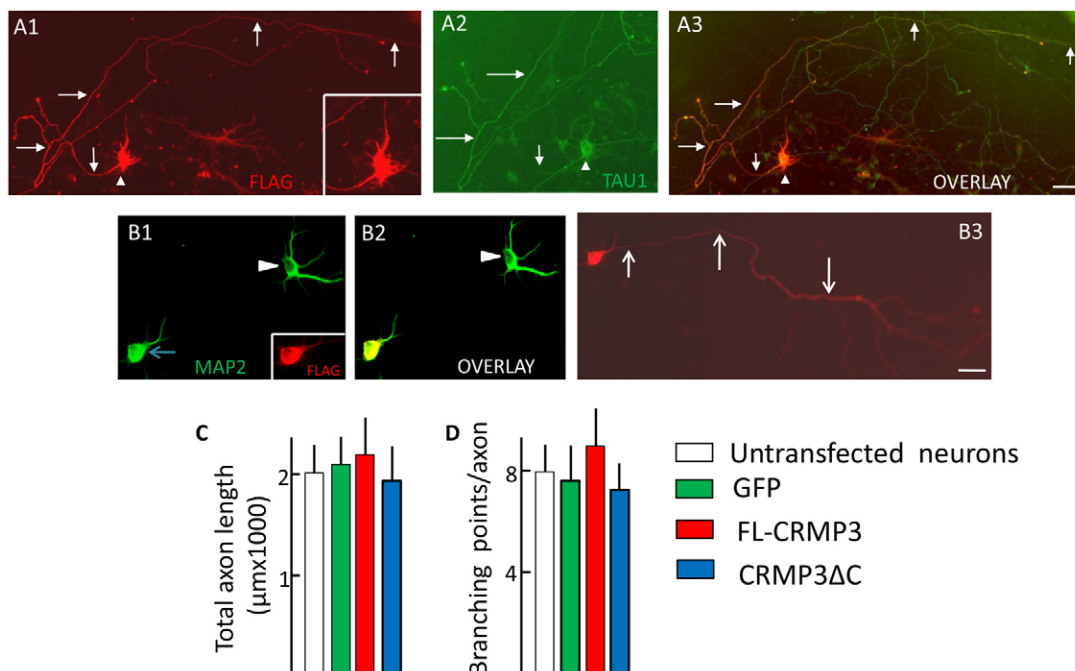 A1
FLAG
A2
TAU1
A3
OVERLAY
B1
MAP2
FLAG
B2
OVERLAY
B3
C
Total axon length
(µmx1000)
2
1
D
Branching points/axon
8
4
Untransfected neurons
GFP
FL-CRMP3
CRMP3ΔC